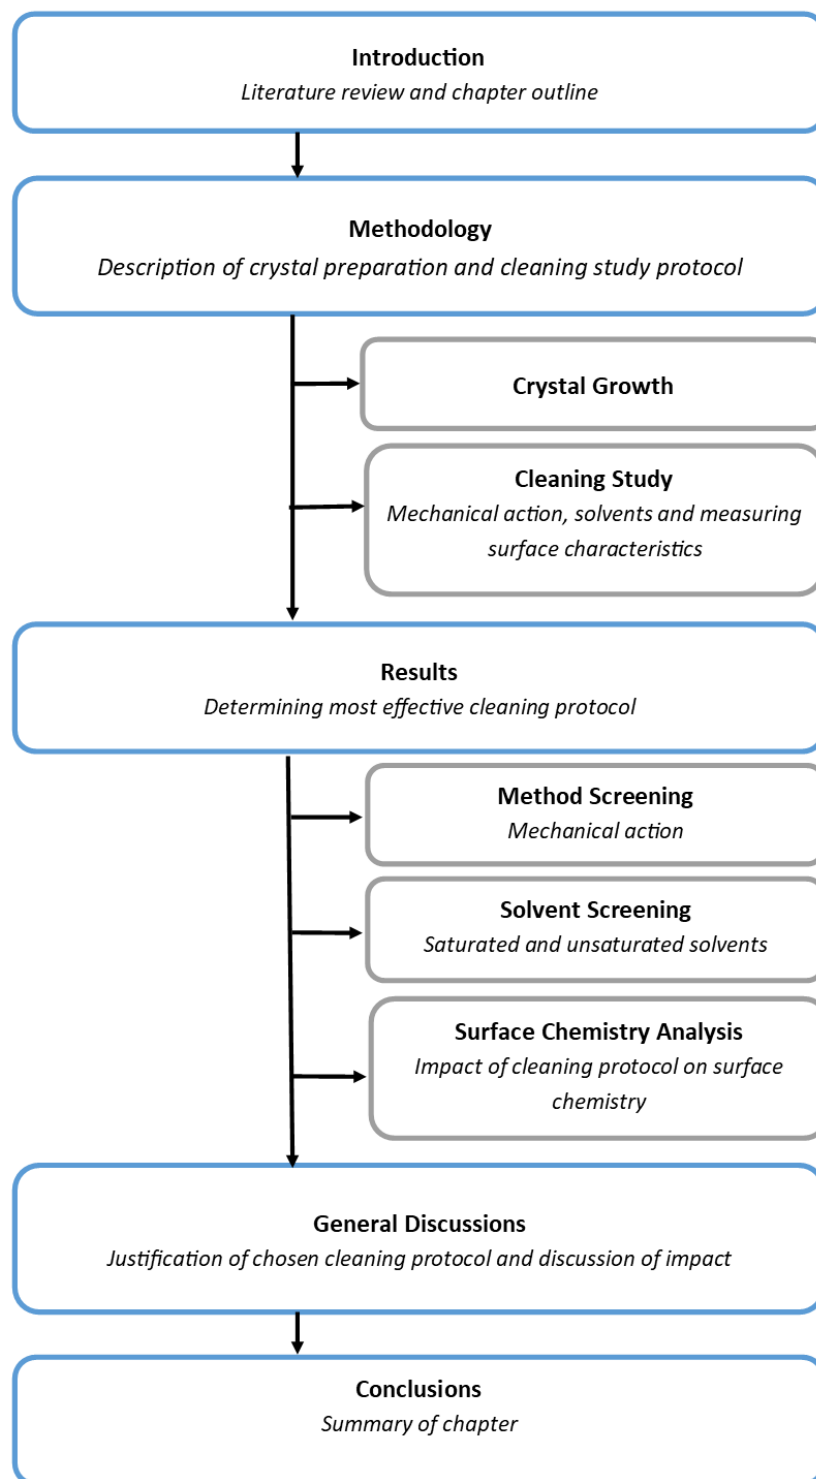 Introduction
Literature review and chapter outline
Methodology
Description of crystal preparation and cleaning study protocol
Crystal Growth
Cleaning Study
Mechanical action, solvents and measuring
surface characteristics
Results
Determining most effective cleaning protocol
Method Screening
Mechanical action
Solvent Screening
Saturated and unsaturated solvents
Surface Chemistry Analysis
Impact of cleaning protocol on surface
chemistry
General Discussions
Justification of chosen cleaning protocol and discussion of impact
Conclusions
Summary of chapter